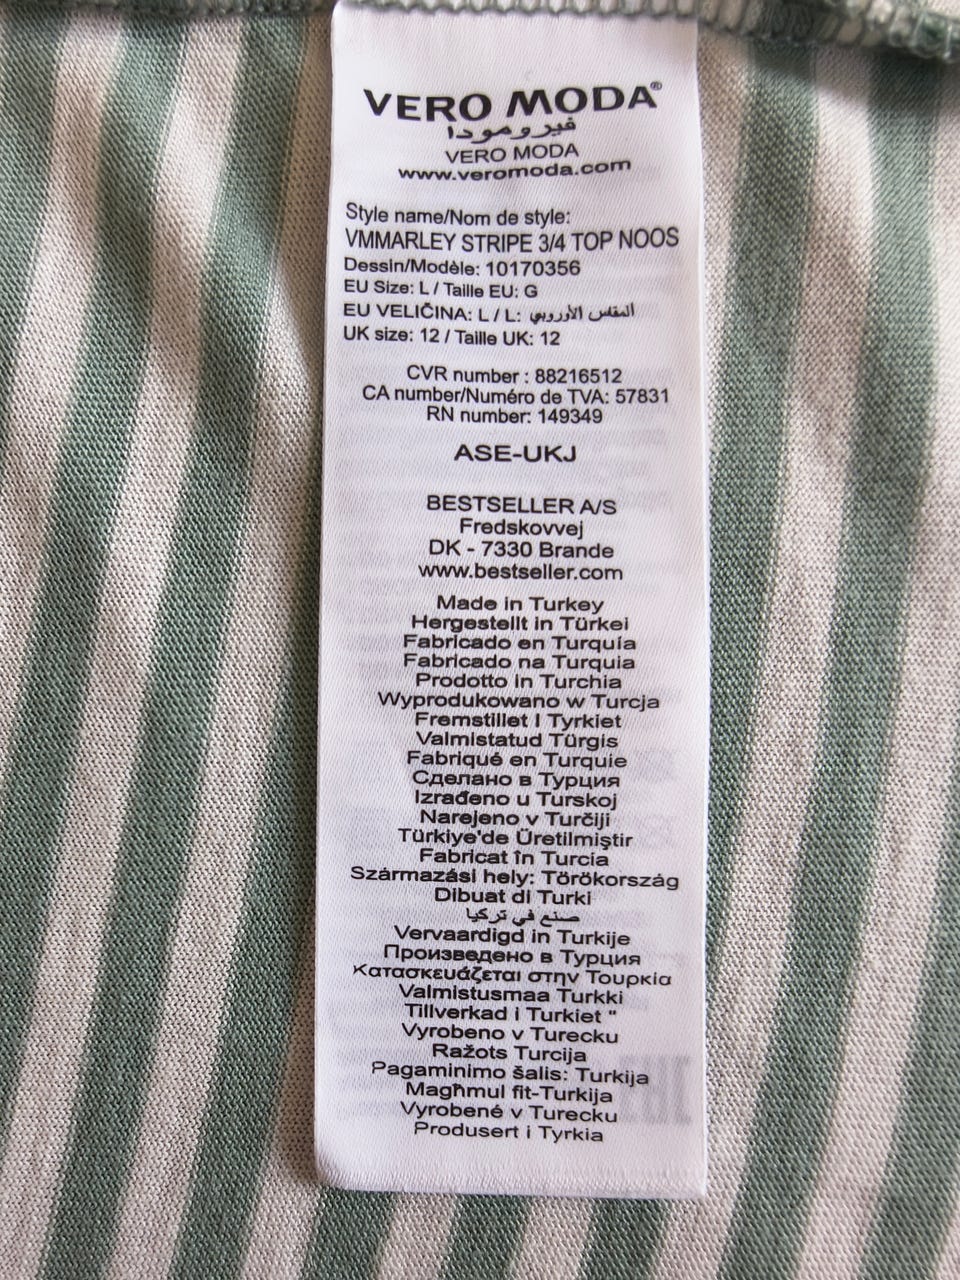 VERO MODA®
فيرومودا
VERO MODA
www.veromoda.com
Style name/Nom de style:
VMMARLEY STRIPE 3/4 TOP NOOS
Dessin/Modèle: 10170356
EU Size: L / Taille EU: G
EU VELIČINA: L / L: المقاس الأوروبي
UK size: 12 / Taille UK: 12
CVR number : 88216512
CA number/Numéro de TVA: 57831
RN number: 149349
ASE-UKJ
BESTSELLER A/S
Fredskovvej
DK - 7330 Brande
www.bestseller.com
Made in Turkey
Hergestellt in Türkei
Fabricado en Turquía
Fabricado na Turquia
Prodotto in Turchia
Wyprodukowano w Turcja
Fremstillet I Tyrkiet
Valmistatud Türgis
Fabriqué en Turquie
Сделано в Турция
Izrađeno u Turskoj
Narejeno v Turčiji
Türkiye'de Üretilmiştir
Fabricat în Turcia
Származási hely: Törökország
Dibuat di Turki
صنع في تركيا
Vervaardigd in Turkije
Произведено в Турция
Κατασκευάζεται στην Τουρκία
Valmistusmaa Turkki
Tillverkad i Turkiet "
Vyrobeno v Turecku
Ražots Turcija
Pagaminimo šalis: Turkija
Magħmul fit-Turkija
Vyrobené v Turecku
Produsert i Tyrkia